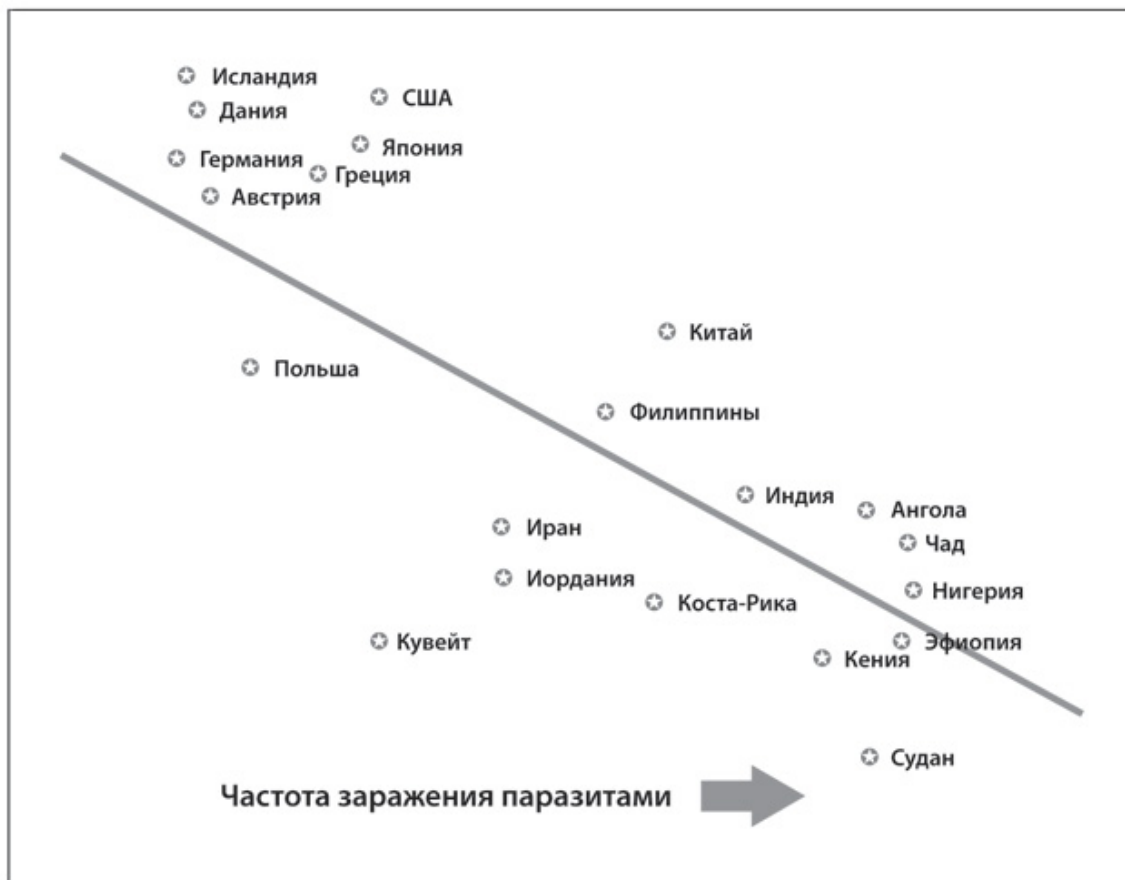 Исландия
США
Дания
Япония
Германия
Греция
Австрия
Китай
Польша
Филиппины
Индия
Ангола
Иран
Чад
Иордания
Нигерия
Коста-Рика
Кувейт
Эфиопия
Кения
Судан
Частота заражения паразитами